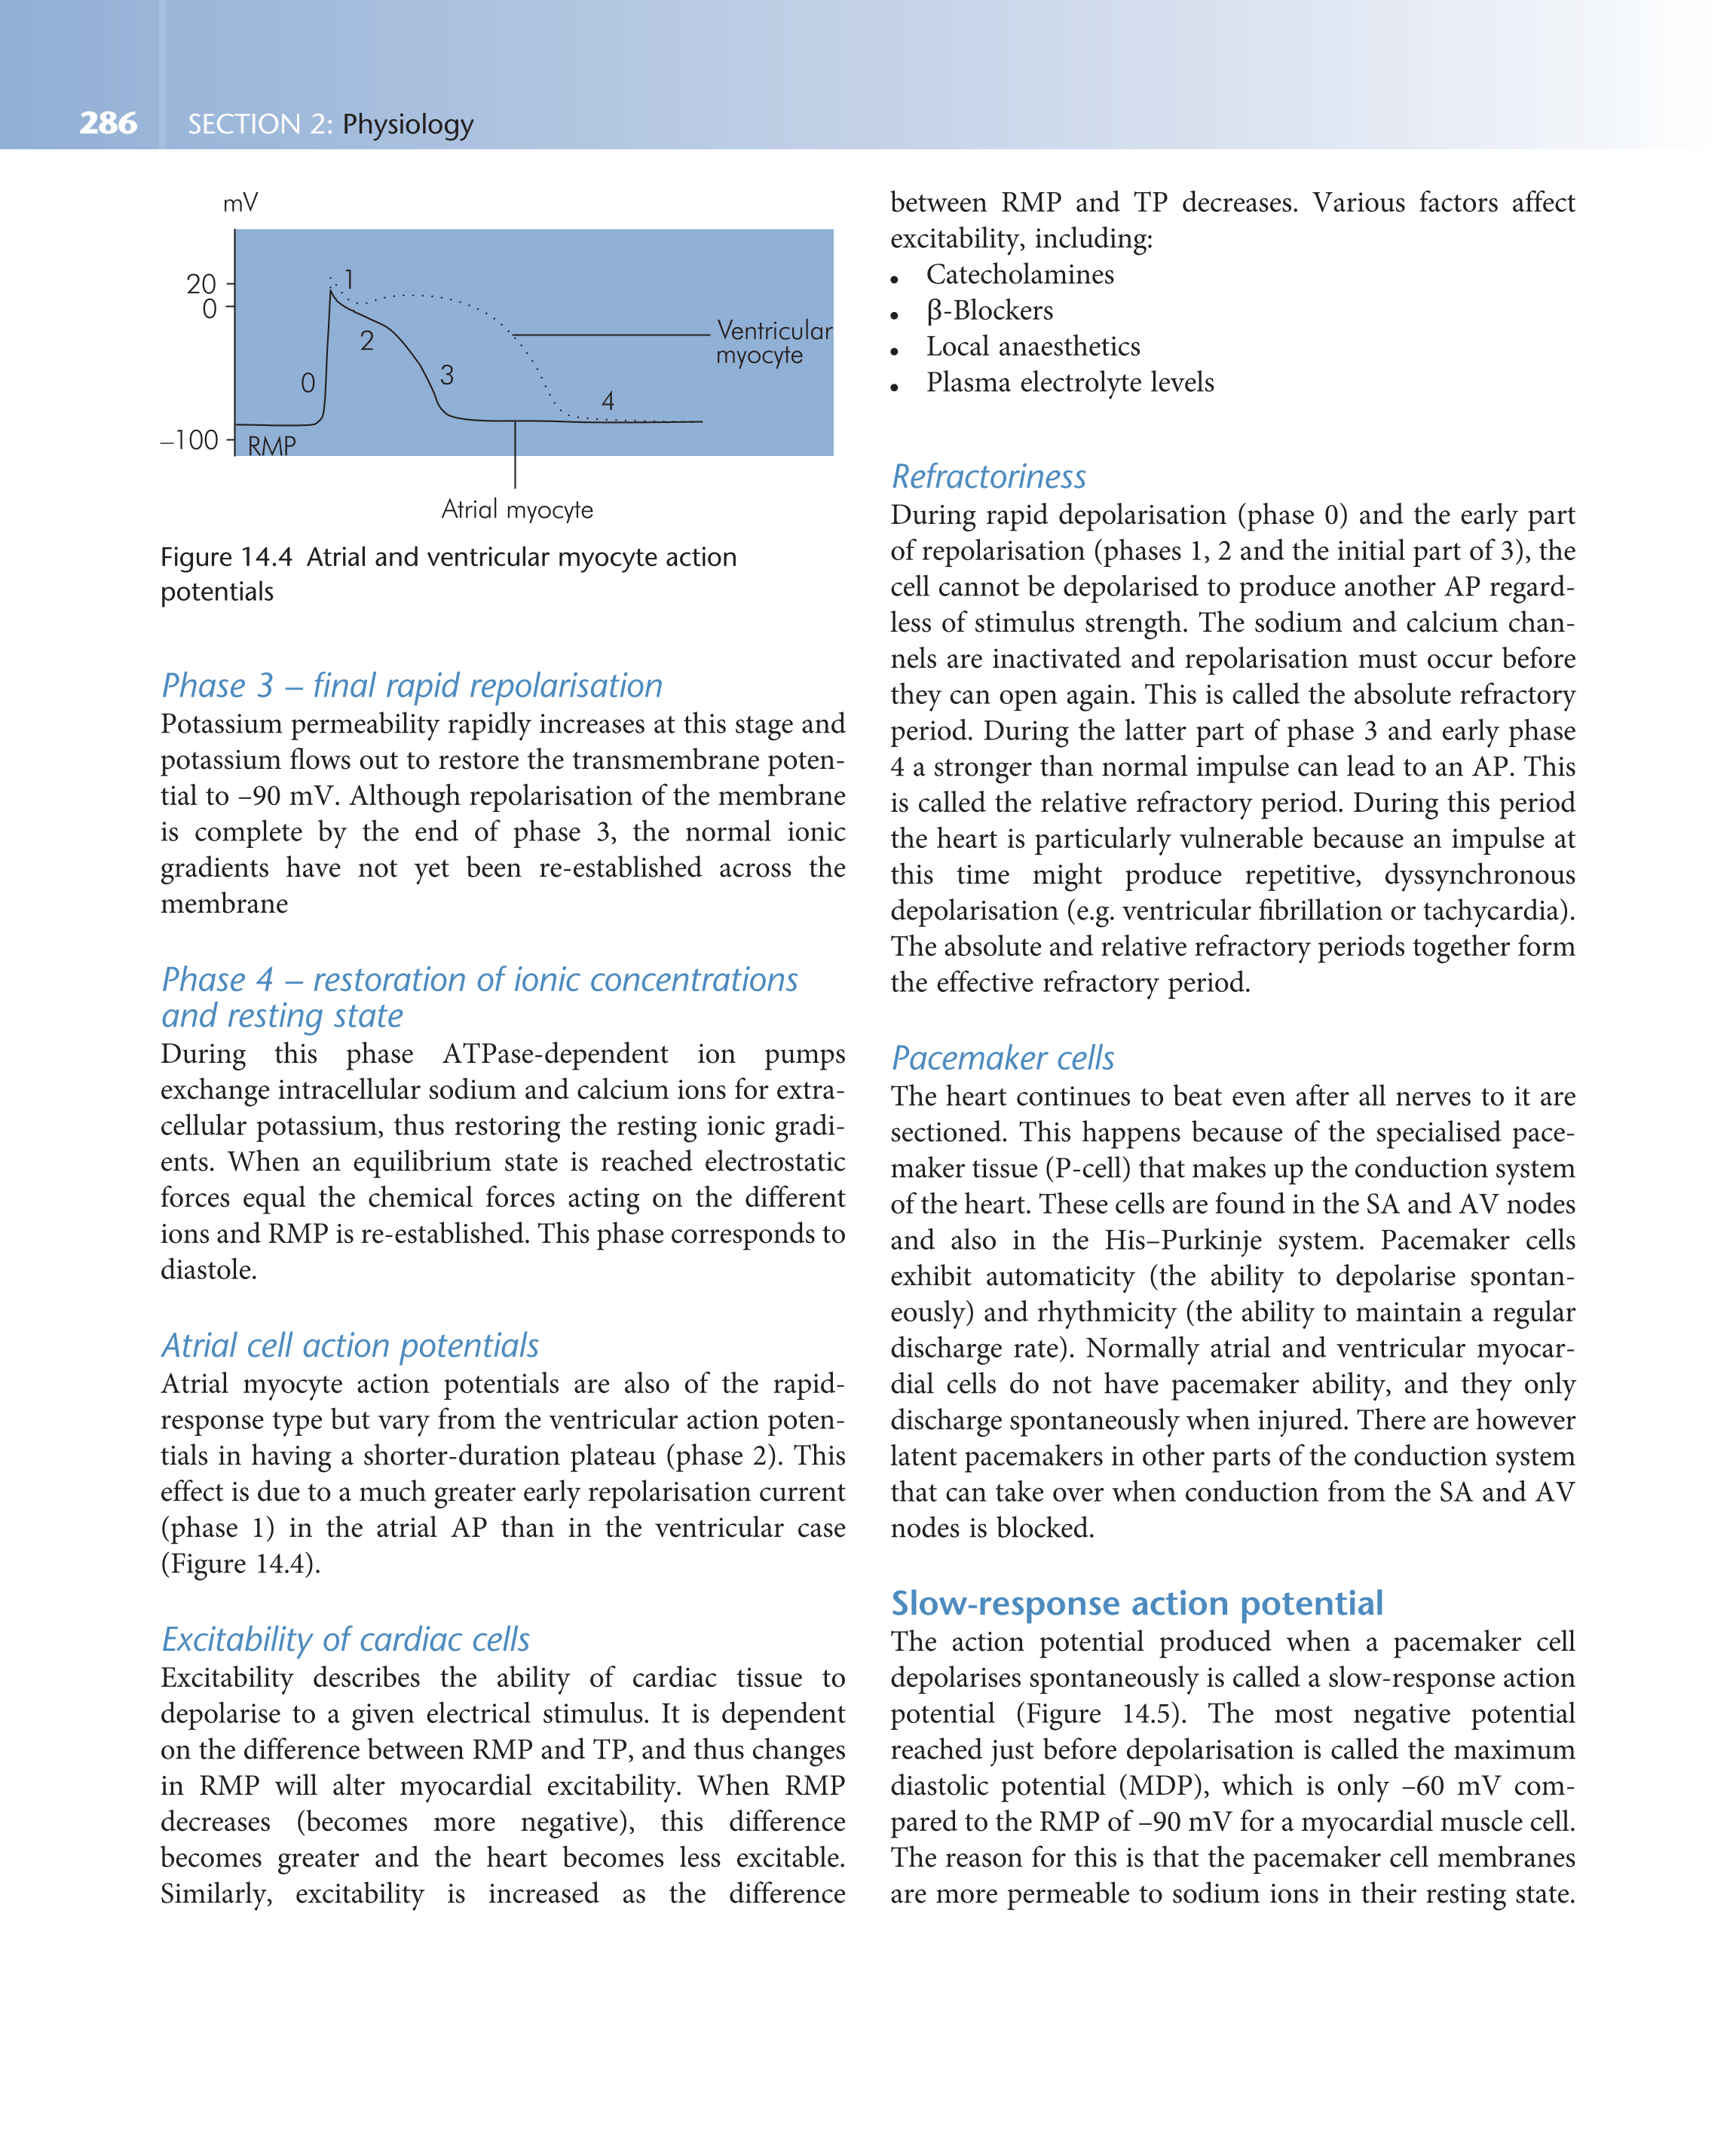 286 SECTION 2: Physiology
mV
20
0
–100
RMP
0
1
2
3
4
Ventricular
myocyte
Atrial myocyte
Figure 14.4 Atrial and ventricular myocyte action
potentials
Phase 3 – final rapid repolarisation
Potassium permeability rapidly increases at this stage and
potassium flows out to restore the transmembrane poten-
tial to –90 mV. Although repolarisation of the membrane
is complete by the end of phase 3, the normal ionic
gradients have not yet been re-established across the
membrane
Phase 4 – restoration of ionic concentrations
and resting state
During this phase ATPase-dependent ion pumps
exchange intracellular sodium and calcium ions for extra-
cellular potassium, thus restoring the resting ionic gradi-
ents. When an equilibrium state is reached electrostatic
forces equal the chemical forces acting on the different
ions and RMP is re-established. This phase corresponds to
diastole.
Atrial cell action potentials
Atrial myocyte action potentials are also of the rapid-
response type but vary from the ventricular action poten-
tials in having a shorter-duration plateau (phase 2). This
effect is due to a much greater early repolarisation current
(phase 1) in the atrial AP than in the ventricular case
(Figure 14.4).
Excitability of cardiac cells
Excitability describes the ability of cardiac tissue to
depolarise to a given electrical stimulus. It is dependent
on the difference between RMP and TP, and thus changes
in RMP will alter myocardial excitability. When RMP
decreases (becomes more negative), this difference
becomes greater and the heart becomes less excitable.
Similarly, excitability is increased as the difference
between RMP and TP decreases. Various factors affect
excitability, including:
• Catecholamines
• β-Blockers
• Local anaesthetics
• Plasma electrolyte levels
Refractoriness
During rapid depolarisation (phase 0) and the early part
of repolarisation (phases 1, 2 and the initial part of 3), the
cell cannot be depolarised to produce another AP regard-
less of stimulus strength. The sodium and calcium chan-
nels are inactivated and repolarisation must occur before
they can open again. This is called the absolute refractory
period. During the latter part of phase 3 and early phase
4 a stronger than normal impulse can lead to an AP. This
is called the relative refractory period. During this period
the heart is particularly vulnerable because an impulse at
this time might produce repetitive, dyssynchronous
depolarisation (e.g. ventricular fibrillation or tachycardia).
The absolute and relative refractory periods together form
the effective refractory period.
Pacemaker cells
The heart continues to beat even after all nerves to it are
sectioned. This happens because of the specialised pace-
maker tissue (P-cell) that makes up the conduction system
of the heart. These cells are found in the SA and AV nodes
and also in the His–Purkinje system. Pacemaker cells
exhibit automaticity (the ability to depolarise spontan-
eously) and rhythmicity (the ability to maintain a regular
discharge rate). Normally atrial and ventricular myocar-
dial cells do not have pacemaker ability, and they only
discharge spontaneously when injured. There are however
latent pacemakers in other parts of the conduction system
that can take over when conduction from the SA and AV
nodes is blocked.
Slow-response action potential
The action potential produced when a pacemaker cell
depolarises spontaneously is called a slow-response action
potential (Figure 14.5). The most negative potential
reached just before depolarisation is called the maximum
diastolic potential (MDP), which is only –60 mV com-
pared to the RMP of –90 mV for a myocardial muscle cell.
The reason for this is that the pacemaker cell membranes
are more permeable to sodium ions in their resting state.